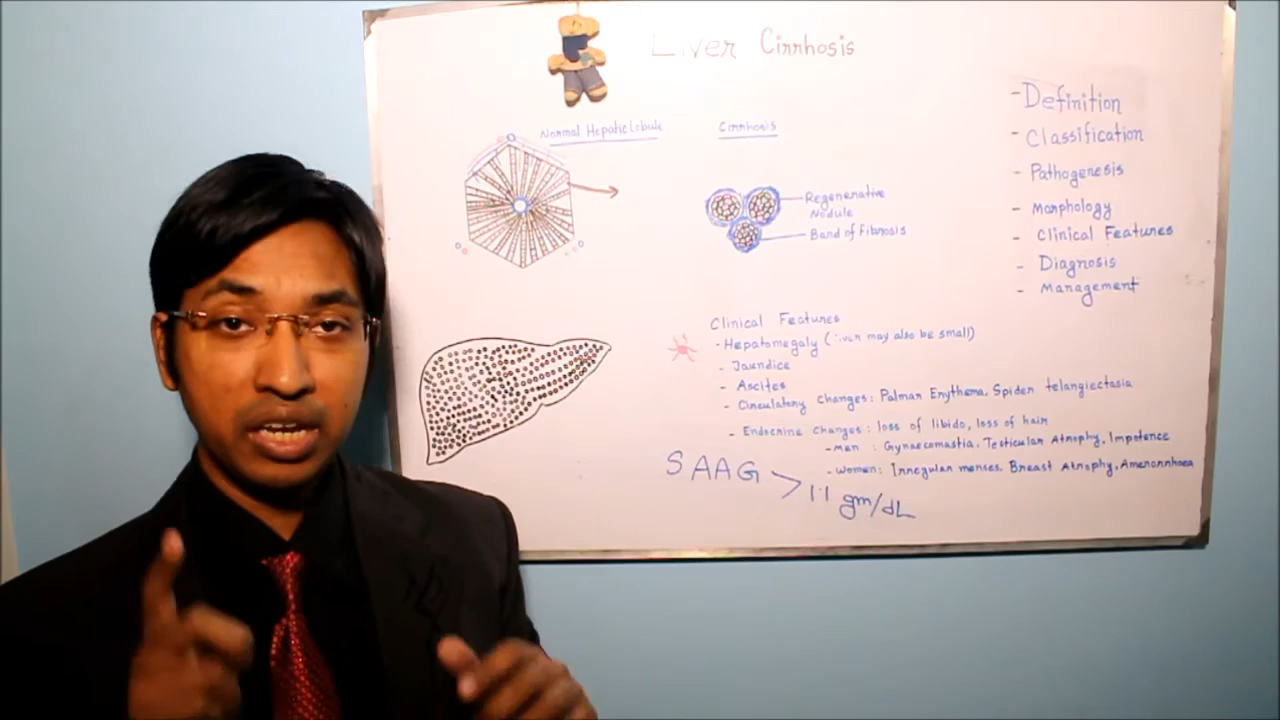 Liver Cirrhosis
Normal Hepatic lobule
Cirrhosis
Regenerative
Nodule
Band of Fibrosis
- Definition
- Classification
- Pathogenesis
- Morphology
- Clinical Features
- Diagnosis
- Management
Clinical Features
- Hepatomegaly (Liver may also be small)
- Jaundice
- Ascites
- Circulatory changes: Palmar Erythema, Spider telangiectasia
- Endocrine changes: loss of libido, loss of hair
- men : Gynaecomastia, Testicular Atrophy, Impotence
- women: Irregular menses, Breast Atrophy, Amenorrhoea
SAAG > 1.1 gm/dL